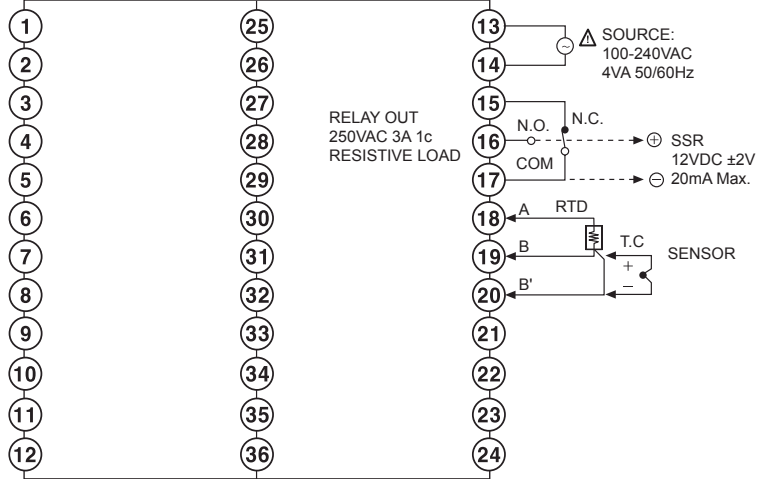 1
2
3
4
5
6
7
8
9
10
11
12
25
26
27
28
29
30
31
32
33
34
35
36
RELAY OUT
250VAC 3A 1c
RESISTIVE LOAD
13
14
15
16
17
18
19
20
21
22
23
24
~
! SOURCE:
100-240VAC
4VA 50/60Hz
N.O.
N.C.
COM
+ SSR
12VDC ±2V
− 20mA Max.
A
RTD
B
B'
T.C
+
−
SENSOR